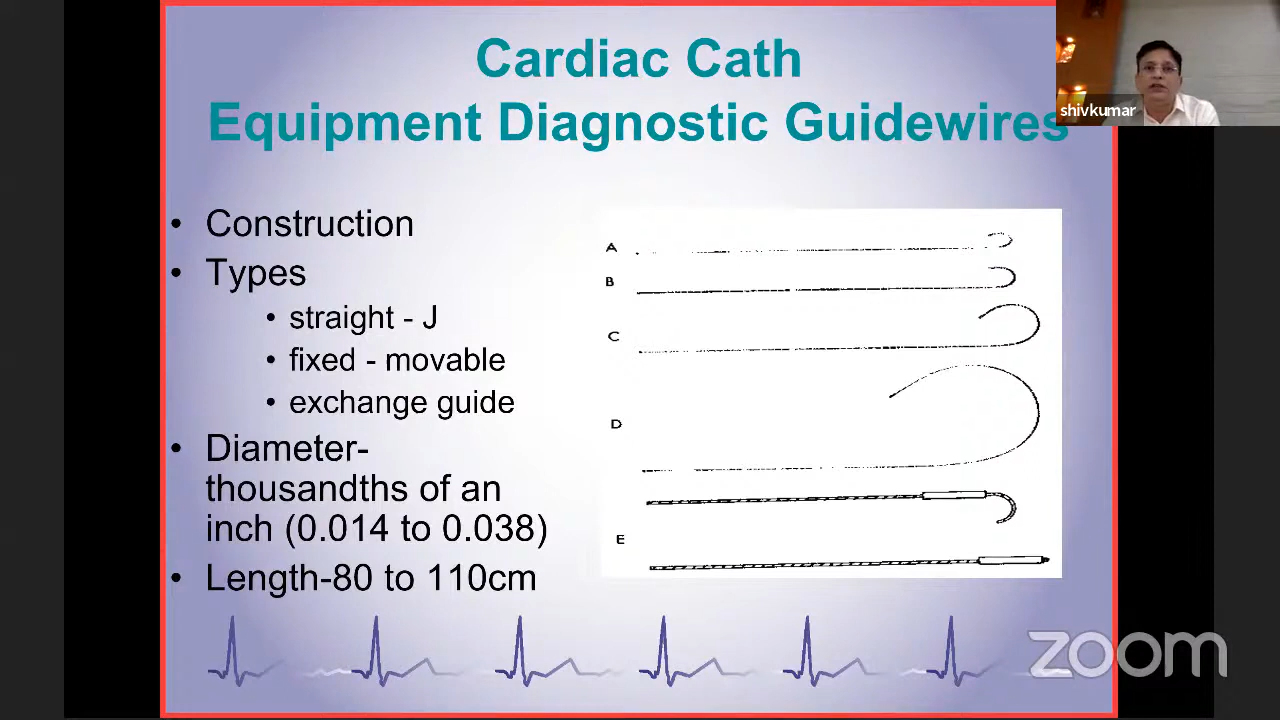 Cardiac Cath
Equipment Diagnostic Guidewires
shivkumar
• Construction
• Types
• straight - J
• fixed - movable
• exchange guide
• Diameter-
thousandths of an
inch (0.014 to 0.038)
• Length-80 to 110cm
A
B
C
D
E
zoom